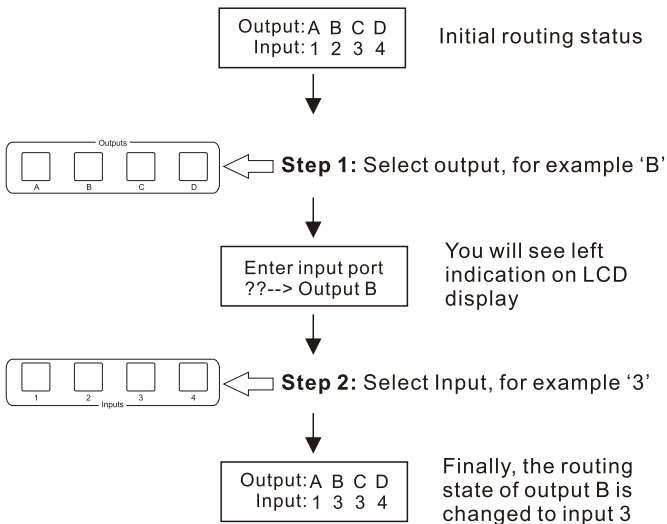 Output: A B C D
Input: 1 2 3 4
Initial routing status
Outputs
A B C D
Step 1: Select output, for example ‘B’
Enter input port
??--> Output B
You will see left
indication on LCD
display
1 2 3 4
Inputs
Step 2: Select Input, for example ‘3’
Output: A B C D
Input: 1 3 3 4
Finally, the routing
state of output B is
changed to input 3